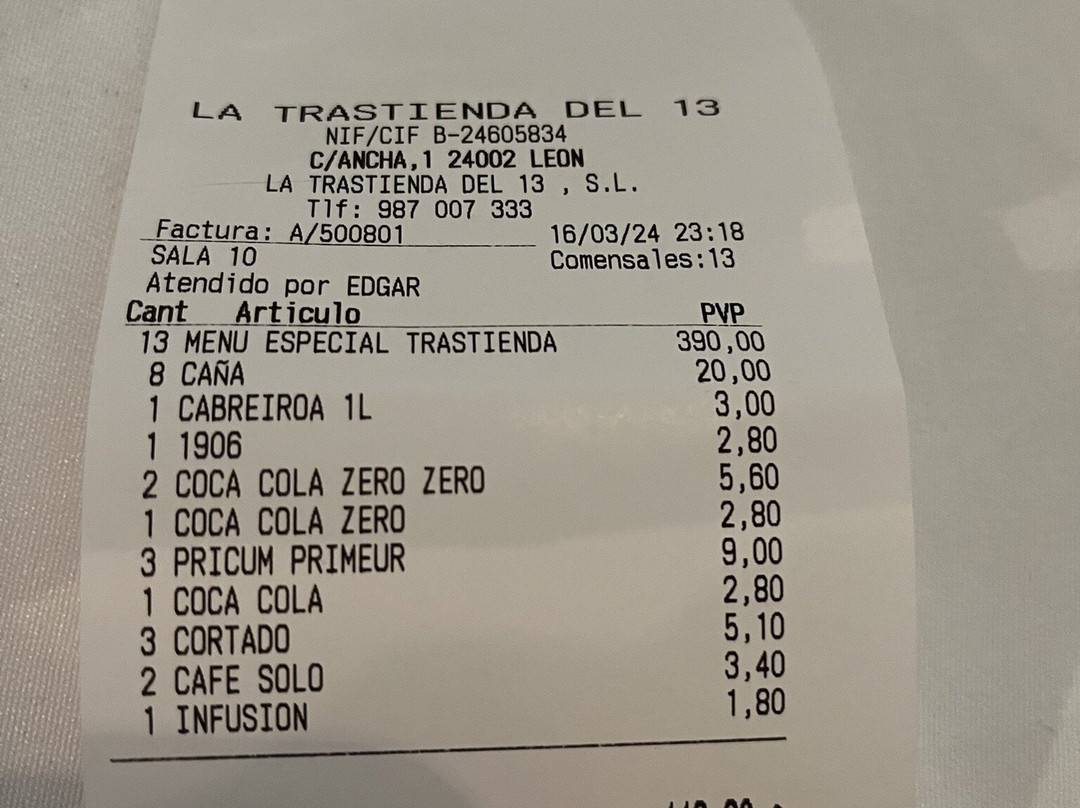 LA TRASTIENDA DEL 13
NIF/CIF B-24605834
C/ANCHA,1 24002 LEON
LA TRASTIENDA DEL 13 , S.L.
Tlf: 987 007 333
Factura: A/500801 16/03/24 23:18
SALA 10 Comensales:13
Atendido por EDGAR
Cant Articulo PVP
13 MENU ESPECIAL TRASTIENDA 390,00
8 CAÑA 20,00
1 CABREIROA 1L 3,00
1 1906 2,80
2 COCA COLA ZERO ZERO 5,60
1 COCA COLA ZERO 2,80
3 PRICUM PRIMEUR 9,00
1 COCA COLA 2,80
3 CORTADO 5,10
2 CAFE SOLO 3,40
1 INFUSION 1,80